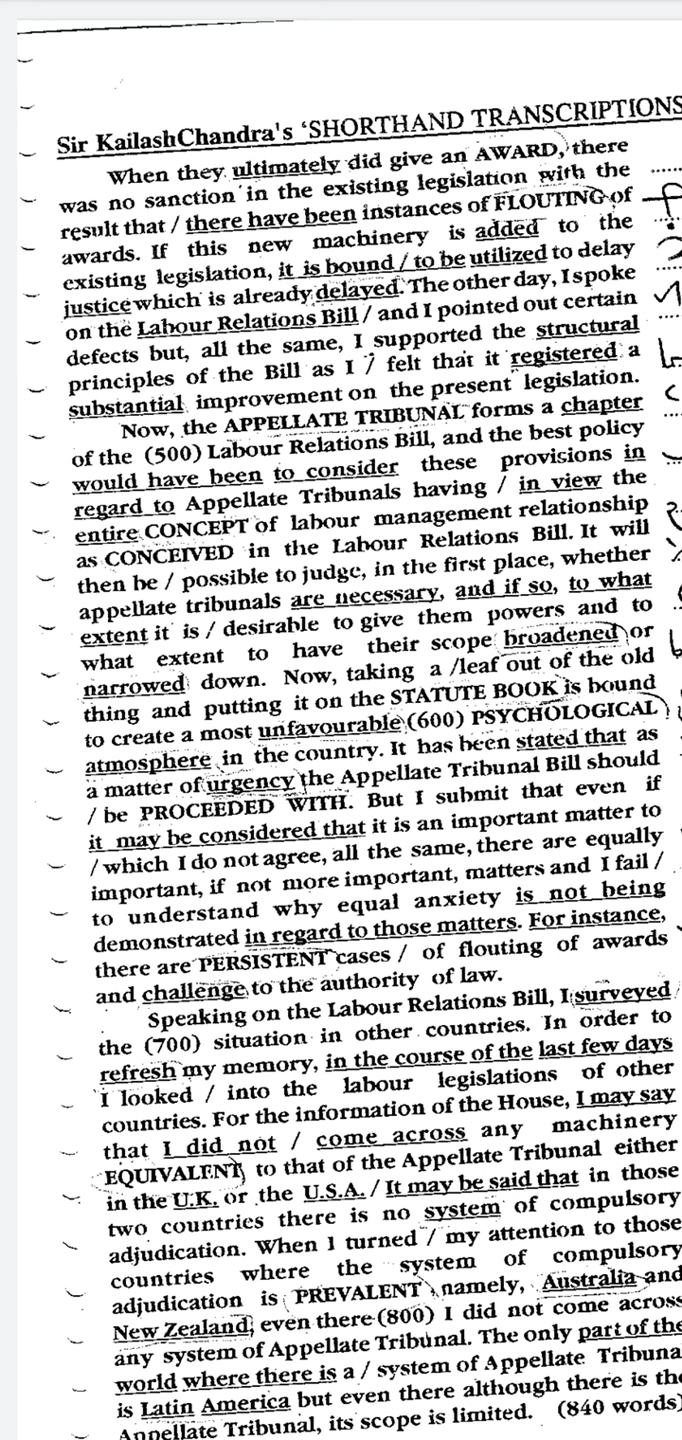 Sir KailashChandra's 'SHORTHAND TRANSCRIPTIONS
When they ultimately did give an AWARD, there
was no sanction in the existing legislation with the
result that / there have been instances of FLOUTING of
awards. If this new machinery is added to the
existing legislation, it is bound / to be utilized to delay
justice which is already delayed. The other day, I spoke
on the Labour Relations Bill / and I pointed out certain
defects but, all the same, I supported the structural
principles of the Bill as I / felt that it registered a
substantial improvement on the present legislation.
Now, the APPELLATE TRIBUNAL forms a chapter
of the (500) Labour Relations Bill, and the best policy
would have been to consider these provisions in
regard to Appellate Tribunals having / in view the
entire CONCEPT of labour management relationship
as CONCEIVED in the Labour Relations Bill. It will
then be / possible to judge, in the first place, whether
appellate tribunals are necessary, and if so, to what
extent it is / desirable to give them powers and to
what extent to have their scope broadened or
narrowed down. Now, taking a /leaf out of the old
thing and putting it on the STATUTE BOOK is bound
to create a most unfavourable (600) PSYCHOLOGICAL
atmosphere in the country. It has been stated that as
a matter of urgency the Appellate Tribunal Bill should
/ be PROCEEDED WITH. But I submit that even if
it may be considered that it is an important matter to
/ which I do not agree, all the same, there are equally
important, if not more important, matters and I fail /
to understand why equal anxiety is not being
demonstrated in regard to those matters. For instance,
there are PERSISTENT cases / of flouting of awards
and challenge to the authority of law.
Speaking on the Labour Relations Bill, I surveyed
the (700) situation in other countries. In order to
refresh my memory, in the course of the last few days
I looked / into the labour legislations of other
countries. For the information of the House, I may say
that I did not / come across any machinery
EQUIVALENT to that of the Appellate Tribunal either
in the U.K. or the U.S.A. / It may be said that in those
two countries there is no system of compulsory
adjudication. When I turned / my attention to those
countries where the system of compulsory
adjudication is PREVALENT namely, Australia and
New Zealand, even there (800) I did not come across
any system of Appellate Tribunal. The only part of the
world where there is a / system of Appellate Tribuna
is Latin America but even there although there is the
Appellate Tribunal, its scope is limited. (840 words)